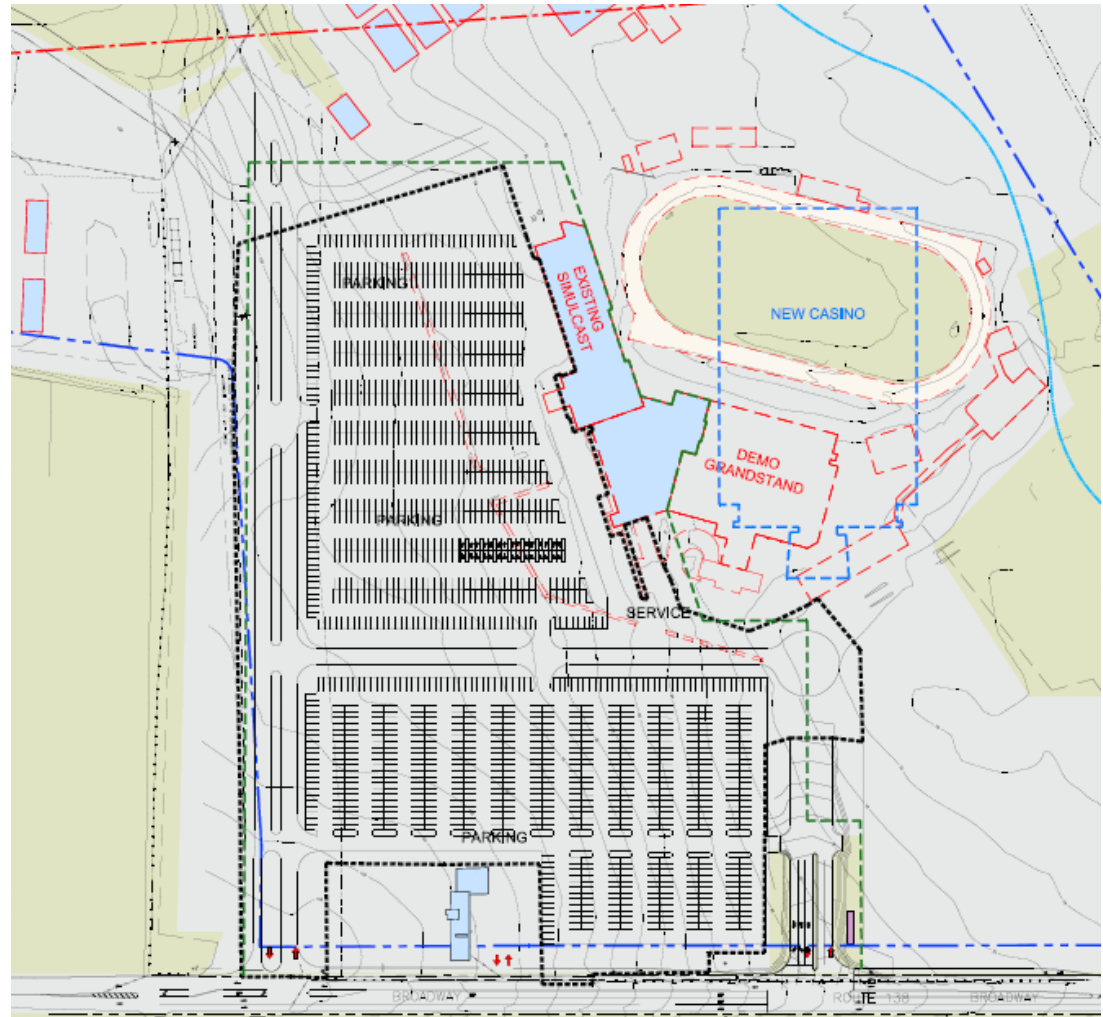 PARKING
EXISTING
SIMULCAST
NEW CASINO
DEMO
GRANDSTAND
PARKING
SERVICE
PARKING
BROADWAY
ROUTE 138
BROADWAY